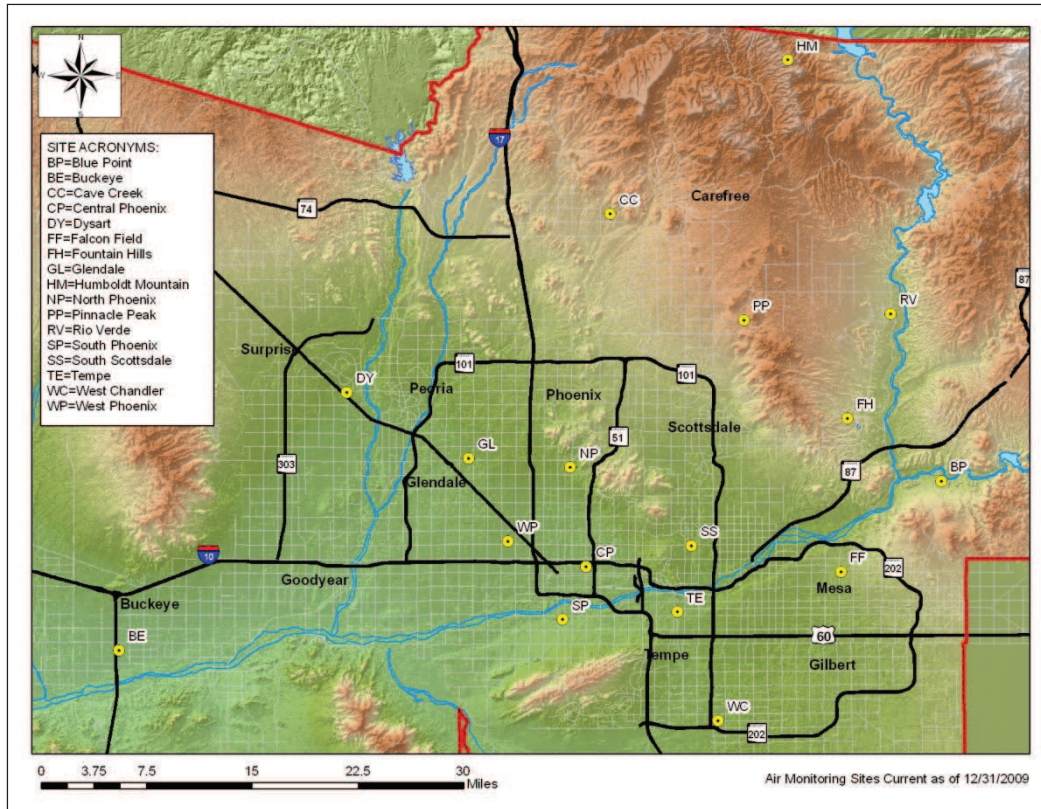 N
W
E
S
SITE ACRONYMS:
BP=Blue Point
BE=Buckeye
CC=Cave Creek
CP=Central Phoenix
DY=Dysart
FF=Falcon Field
FH=Fountain Hills
GL=Glendale
HM=Humboldt Mountain
NP=North Phoenix
PP=Pinnacle Peak
RV=Rio Verde
SP=South Phoenix
SS=South Scottsdale
TE=Tempe
WC=West Chandler
WP=West Phoenix
HM
17
CC
Carefree
74
87
PP
RV
Surprise
101
101
DY
Peoria
Phoenix
Scottsdale
FH
51
GL
NP
303
87
BP
Glendale
WP
SS
10
CP
FF
202
Goodyear
Mesa
Buckeye
SP
TE
BE
60
Tempe
Gilbert
WC
202
0 3.75 7.5 15 22.5 30
Miles
Air Monitoring Sites Current as of 12/31/2009